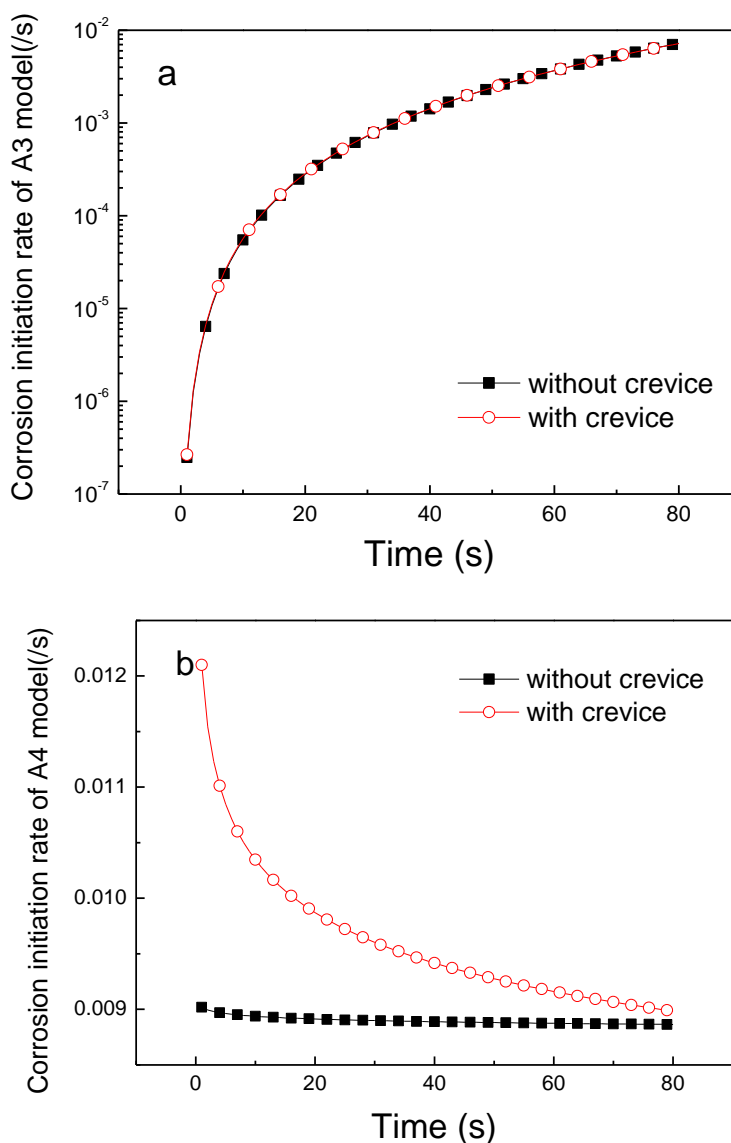 Corrosion initiation rate of A3 model(/s)
a
10-2
10-3
10-4
10-5
10-6
10-7
without crevice
with crevice
0 20 40 60 80
Time (s)
Corrosion initiation rate of A4 model(/s)
b
0.012
0.011
0.010
0.009
without crevice
with crevice
0 20 40 60 80
Time (s)